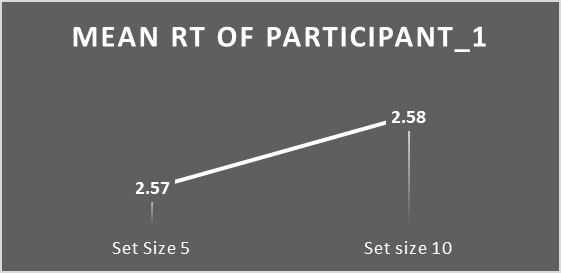 MEAN RT OF PARTICIPANT_1
2.58
2.57
Set Size 5
Set size 10